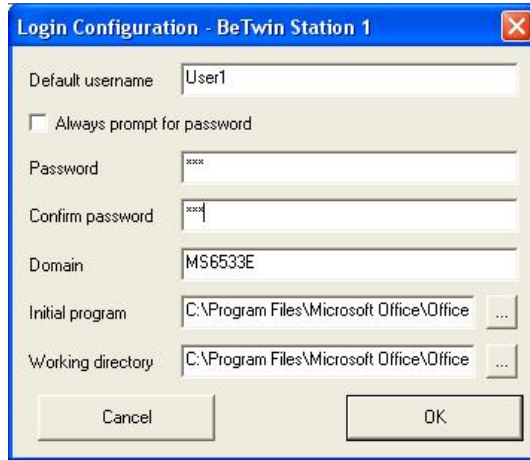 Login Configuration - BeTwin Station 1
Default username User1
Always prompt for password
Password ***
Confirm password ***
Domain MS6533E
Initial program C:\Program Files\Microsoft Office\Office ...
Working directory C:\Program Files\Microsoft Office\Office ...
Cancel OK